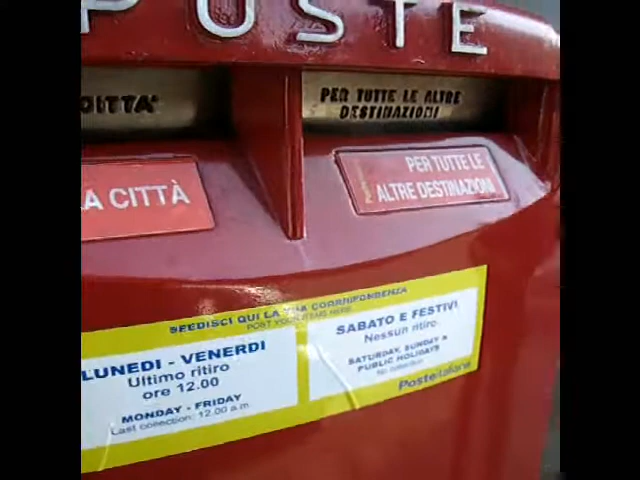 POSTE
CITTA'
PER TUTTE LE ALTRE
DESTINAZIONI
A CITTÀ
PER TUTTE LE
ALTRE DESTINAZIONI
SPEDISCI QUI LA TUA CORRISPONDENZA
POST YOUR ITEMS HERE
LUNEDI - VENERDI
Ultimo ritiro
ore 12.00
MONDAY - FRIDAY
Last collection: 12.00 a.m.
SABATO E FESTIVI
Nessun ritiro
SATURDAY, SUNDAY &
PUBLIC HOLIDAYS
No collection
Posteitaliane